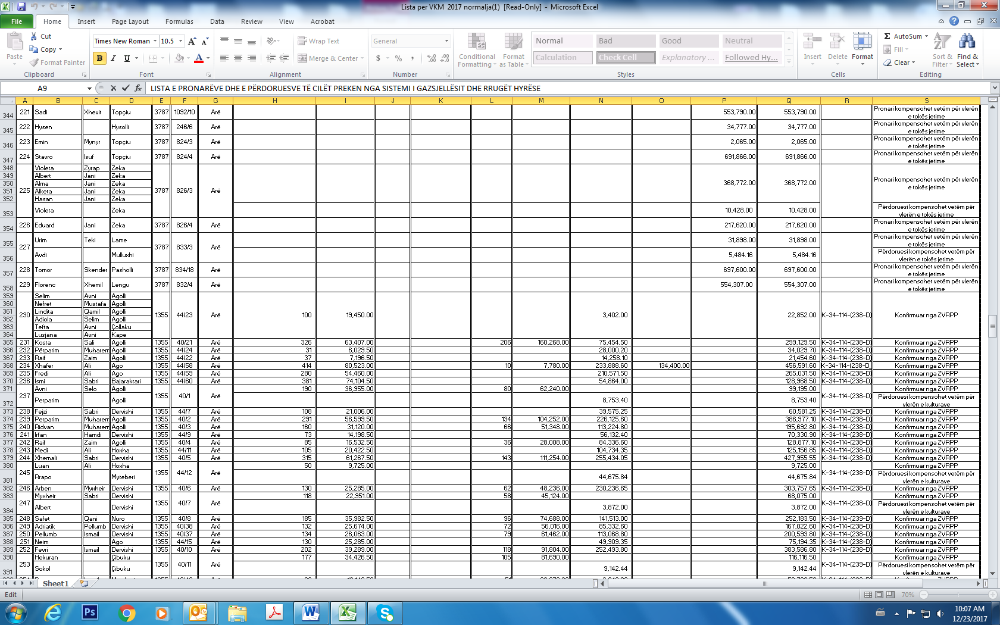 Lista per VKM 2017 normalja(1) [Read-Only] - Microsoft Excel
File Home Insert Page Layout Formulas Data Review View Acrobat
Cut Times New Roman 10.5 Wrap Text General Normal Bad Good Neutral AutoSum
Copy Fill
Paste Format Painter B I U Merge & Center $ % , Conditional Formatting Format as Table Calculation Check Cell Explanatory ... Followed Hy... Insert Delete Format Clear Sort & Filter Find & Select
Clipboard Font Alignment Number Styles Cells Editing
A9 fx LISTA E PRONARËVE DHE E PËRDORUESVE TË CILËT PREKEN NGA SISTEMI I GAZSJELLËSIT DHE RRUGËT HYRËSE
A B C D E F G H I J K L M N O P Q R S
344 221 Sadi Xhevit Topçiu 3787 1092/10 Arë 553,790.00 553,790.00 Pronari kompensohet vetëm për vlerën e tokës jetime
345 222 Hysen Hysolli 3787 246/6 Arë 34,777.00 34,777.00 Pronari kompensohet vetëm për vlerën e tokës jetime
346 223 Emin Mynyr Topçiu 3787 824/3 Arë 2,065.00 2,065.00 Pronari kompensohet vetëm për vlerën e tokës jetime
347 224 Stavro Isuf Topçiu 3787 824/4 Arë 691,866.00 691,866.00 Pronari kompensohet vetëm për vlerën e tokës jetime
348 Violeta Zyrap Zeka
349 Albert Jani Zeka
350 Alma Jani Zeka 368,772.00 368,772.00 Pronari kompensohet vetëm për vlerën e tokës jetime
351 225 Alketa Jani Zeka 3787 826/3 Arë
352 Hasan Jani Zeka
353 Violeta Zeka 10,428.00 10,428.00 Përdoruesi kompensohet vetëm për vlerën e tokës jetime
354 226 Eduard Jani Zeka 3787 826/4 Arë 217,620.00 217,620.00 Pronari kompensohet vetëm për vlerën e tokës jetime
355 227 Urim Teki Lame 3787 833/3 Arë 31,898.00 31,898.00 Pronari kompensohet vetëm për vlerën e tokës jetime
356 Avdi Mulluxhi 5,484.16 5,484.16 Përdoruesi kompensohet vetëm për vlerën e tokës jetime
357 228 Tomor Skender Pasholli 3787 834/18 Arë 697,600.00 697,600.00 Pronari kompensohet vetëm për vlerën e tokës jetime
358 229 Florenc Xhemil Lengu 3787 832/4 Arë 554,307.00 554,307.00 Pronari kompensohet vetëm për vlerën e tokës jetime
359 Selim Avni Agolli
360 Nefret Mustafa Agolli
361 Lindita Qamil Agolli
362 230 Adiola Selim Agolli 1355 44/23 Arë 100 19,450.00 3,402.00 22,852.00 K-34-114-(238-D) Konfirmuar nga ZVRPP
363 Tefta Avni Çollaku
364 Lusjana Avni Kape
365 231 Kosta Sali Agolli 1355 40/21 Arë 326 63,407.00 206 160,268.00 75,454.50 299,129.50 K-34-114-(238-D) Konfirmuar nga ZVRPP
366 232 Përparim Muharem Agolli 1355 44/24 Arë 31 6,029.50 28,000.20 34,029.70 K-34-114-(238-D) Konfirmuar nga ZVRPP
367 233 Raif Zaim Agolli 1355 44/22 Arë 37 7,196.50 14,258.10 21,454.60 K-34-114-(238-D) Konfirmuar nga ZVRPP
368 234 Xhafer Ali Ago 1355 44/58 Arë 414 80,523.00 10 7,780.00 233,888.60 134,400.00 456,591.60 K-34-114-(238-D_ Konfirmuar nga ZVRPP
369 235 Fredi Ali Ago 1355 44/59 Arë 280 54,460.00 210,571.50 265,031.50 K-34-114-(238-D) Konfirmuar nga ZVRPP
370 236 Ismi Sabri Bajaraktari 1355 44/60 Arë 381 74,104.50 54,864.00 128,968.50 K-34-114-(238-D) Konfirmuar nga ZVRPP
371 237 Avni Selo Agolli 1355 40/1 Arë 190 36,955.00 80 62,240.00 99,195.00 K-34-114-(238-D) Konfirmuar nga ZVRPP
372 Perparim Agolli 8,753.40 8,753.40 Përdoruesi kompensohet vetëm për vlerën e kulturave
373 238 Fejzi Sabri Dervishi 1355 44/7 Arë 108 21,006.00 39,575.25 60,581.25 K-34-114-(238-D) Konfirmuar nga ZVRPP
374 239 Perparim Muharem Agolli 1355 40/2 Arë 291 56,599.50 134 104,252.00 226,125.60 386,977.10 K-34-114-(238-D) Konfirmuar nga ZVRPP
375 240 Ridvan Muharem Agolli 1355 40/3 Arë 160 31,120.00 66 51,348.00 113,224.80 195,692.80 K-34-114-(238-D) Konfirmuar nga ZVRPP
376 241 Irfan Hamdi Dervishi 1355 44/9 Arë 73 14,198.50 56,132.40 70,330.90 K-34-114-(238-D) Konfirmuar nga ZVRPP
377 242 Raif Zaim Agolli 1355 40/4 Arë 85 16,532.50 36 28,008.00 84,336.60 128,877.10 K-34-114-(238-D) Konfirmuar nga ZVRPP
378 243 Medi Ali Hoxha 1355 44/11 Arë 105 20,422.50 104,734.35 125,156.85 K-34-114-(238-D) Konfirmuar nga ZVRPP
379 244 Xhemali Sabri Dervishi 1355 40/5 Arë 315 61,267.50 143 111,254.00 255,434.05 427,955.55 K-34-114-(238-D) Konfirmuar nga ZVRPP
380 245 Luan Ali Hoxha 1355 44/12 Arë 50 9,725.00 9,725.00 K-34-114-(238-D) Konfirmuar nga ZVRPP
381 Rrapo Myteberi 44,675.84 44,675.84 Përdoruesi kompensohet vetëm për vlerën e kulturave
382 246 Arben Myxheir Dervishi 1355 40/6 Arë 130 25,285.00 62 48,236.00 230,236.65 303,757.65 K-34-114-(238-D) Konfirmuar nga ZVRPP
383 247 Myxheir Sabri Dervishi 1355 40/7 Arë 118 22,951.00 58 45,124.00 68,075.00 K-34-114-(238-D) Konfirmuar nga ZVRPP
384 Albert Dervishi 3,872.00 3,872.00 Përdoruesi kompensohet vetëm për vlerën e kulturave
385 248 Safet Qani Nuro 1355 40/8 Arë 185 35,982.50 96 74,688.00 141,513.00 252,183.50 K-34-114-(239-D) Konfirmuar nga ZVRPP
386 249 Adriatik Pellumb Dervishi 1355 40/38 Arë 132 25,674.00 72 56,016.00 85,332.60 167,022.60 K-34-114-(238-D) Konfirmuar nga ZVRPP
387 250 Pellumb Ismail Dervishi 1355 40/37 Arë 134 26,063.00 79 61,462.00 113,068.80 200,593.80 K-34-114-(238-D) Konfirmuar nga ZVRPP
388 251 Neim Ago 1355 44/15 Arë 130 25,285.00 49,909.35 75,194.35 K-34-114-(238-D) Konfirmuar nga ZVRPP
389 252 Fevri Ismail Dervishi 1355 40/10 Arë 202 39,289.00 118 91,804.00 252,493.80 383,586.80 K-34-114-(238-D) Konfirmuar nga ZVRPP
390 253 Hekuran Çibuku 1355 40/11 Arë 177 34,426.50 105 81,690.00 116,116.50 K-34-114-(239-D) Konfirmuar nga ZVRPP
391 Sokol Çibuku 9,142.44 9,142.44 Përdoruesi kompensohet vetëm për vlerën e kulturave
Sheet1
Edit 70%
10:07 AM
12/23/2017